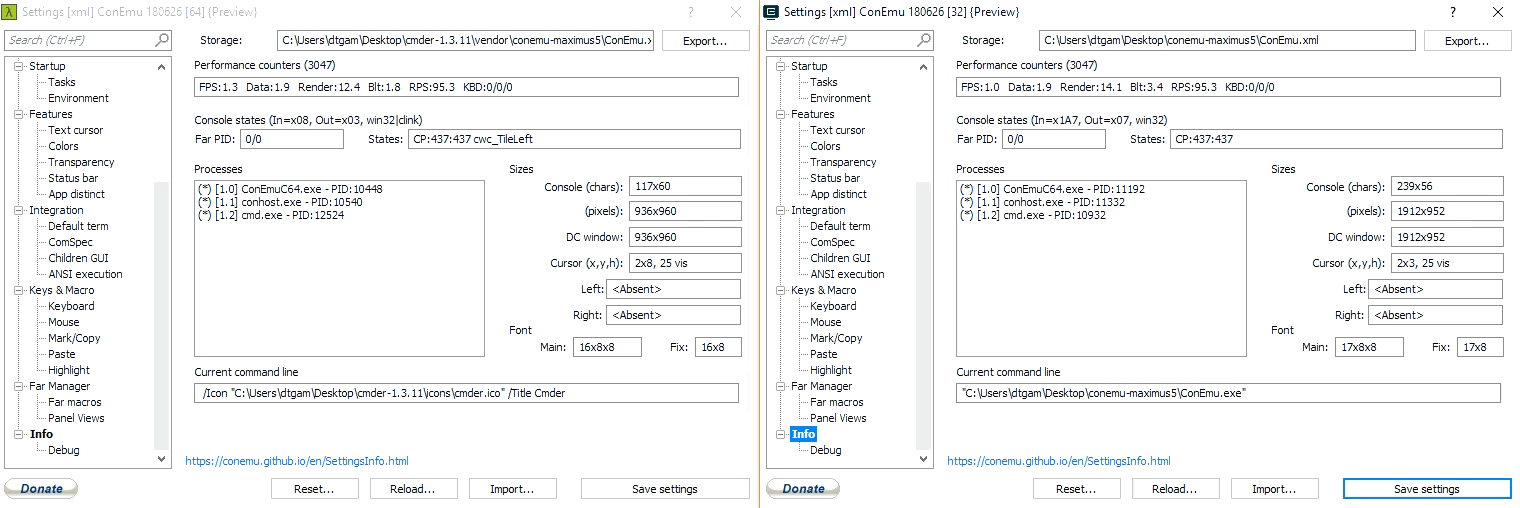 Settings [xml] ConEmu 180626 [64] {Preview}
?
Search (Ctrl+F)
Storage:
C:\Users\dtgam\Desktop\cmder-1.3.11\vendor\conemu-maximus5\ConEmu.x
Export...
Startup
Tasks
Environment
Features
Text cursor
Colors
Transparency
Status bar
App distinct
Integration
Default term
ComSpec
Children GUI
ANSI execution
Keys & Macro
Keyboard
Mouse
Mark/Copy
Paste
Highlight
Far Manager
Far macros
Panel Views
Info
Debug
Performance counters (3047)
FPS:1.3 Data:1.9 Render:12.4 Blt:1.8 RPS:95.3 KBD:0/0/0
Console states (In=x08, Out=x03, win32|clink)
Far PID: 0/0 States: CP:437:437 cwc_TileLeft
Processes
(*) [1.0] ConEmuC64.exe - PID:10448
(*) [1.1] conhost.exe - PID:10540
(*) [1.2] cmd.exe - PID:12524
Sizes
Console (chars): 117x60
(pixels): 936x960
DC window: 936x960
Cursor (x,y,h): 2x8, 25 vis
Left: <Absent>
Right: <Absent>
Font
Main: 16x8x8 Fix: 16x8
Current command line
/Icon "C:\Users\dtgam\Desktop\cmder-1.3.11\icons\cmder.ico" /Title Cmder
https://conemu.github.io/en/SettingsInfo.html
Donate
Reset...
Reload...
Import...
Save settings
Settings [xml] ConEmu 180626 [32] {Preview}
?
Search (Ctrl+F)
Storage:
C:\Users\dtgam\Desktop\conemu-maximus5\ConEmu.xml
Export...
Startup
Tasks
Environment
Features
Text cursor
Colors
Transparency
Status bar
App distinct
Integration
Default term
ComSpec
Children GUI
ANSI execution
Keys & Macro
Keyboard
Mouse
Mark/Copy
Paste
Highlight
Far Manager
Far macros
Panel Views
Info
Debug
Performance counters (3047)
FPS:1.0 Data:1.9 Render:14.1 Blt:3.4 RPS:95.3 KBD:0/0/0
Console states (In=x1A7, Out=x07, win32)
Far PID: 0/0 States: CP:437:437
Processes
(*) [1.0] ConEmuC64.exe - PID:11192
(*) [1.1] conhost.exe - PID:11332
(*) [1.2] cmd.exe - PID:10932
Sizes
Console (chars): 239x56
(pixels): 1912x952
DC window: 1912x952
Cursor (x,y,h): 2x3, 25 vis
Left: <Absent>
Right: <Absent>
Font
Main: 17x8x8 Fix: 17x8
Current command line
"C:\Users\dtgam\Desktop\conemu-maximus5\ConEmu.exe"
https://conemu.github.io/en/SettingsInfo.html
Donate
Reset...
Reload...
Import...
Save settings